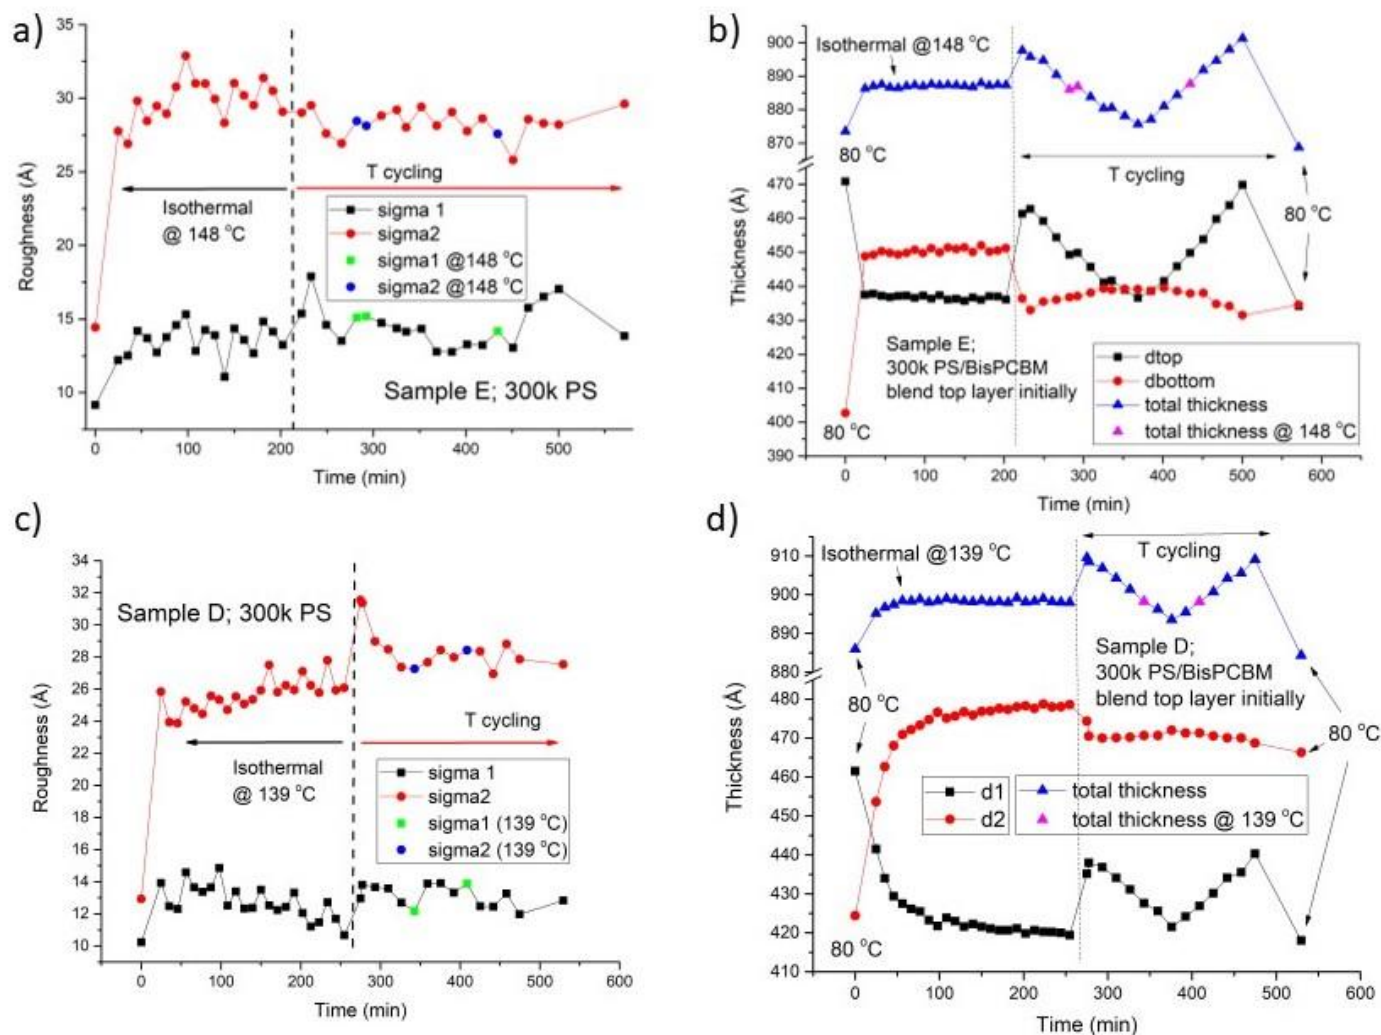 a)
35
30
25
20
15
10
Roughness (Å)
T cycling
Isothermal
@ 148 °C
sigma 1
sigma2
sigma1 @148 °C
sigma2 @148 °C
Sample E; 300k PS
0 100 200 300 400 500
Time (min)
b)
900
890
880
870
470
460
450
440
430
420
410
400
390
Thickness (Å)
Isothermal @148 °C
80 °C
T cycling
80 °C
Sample E;
300k PS/BisPCBM
blend top layer initially
dtop
dbottom
total thickness
total thickness @ 148 °C
80 °C
0 100 200 300 400 500 600
Time (min)
c)
34
32
30
28
26
24
22
20
18
16
14
12
10
Roughness (Å)
Sample D; 300k PS
T cycling
Isothermal
@ 139 °C
sigma 1
sigma2
sigma1 (139 °C)
sigma2 (139 °C)
0 100 200 300 400 500 600
Time (min)
d)
910
900
890
880
480
470
460
450
440
430
420
410
Thickness (Å)
Isothermal @139 °C
T cycling
Sample D;
300k PS/BisPCBM
blend top layer initially
80 °C
80 °C
d1
d2
total thickness
total thickness @ 139 °C
80 °C
0 100 200 300 400 500 600
Time (min)